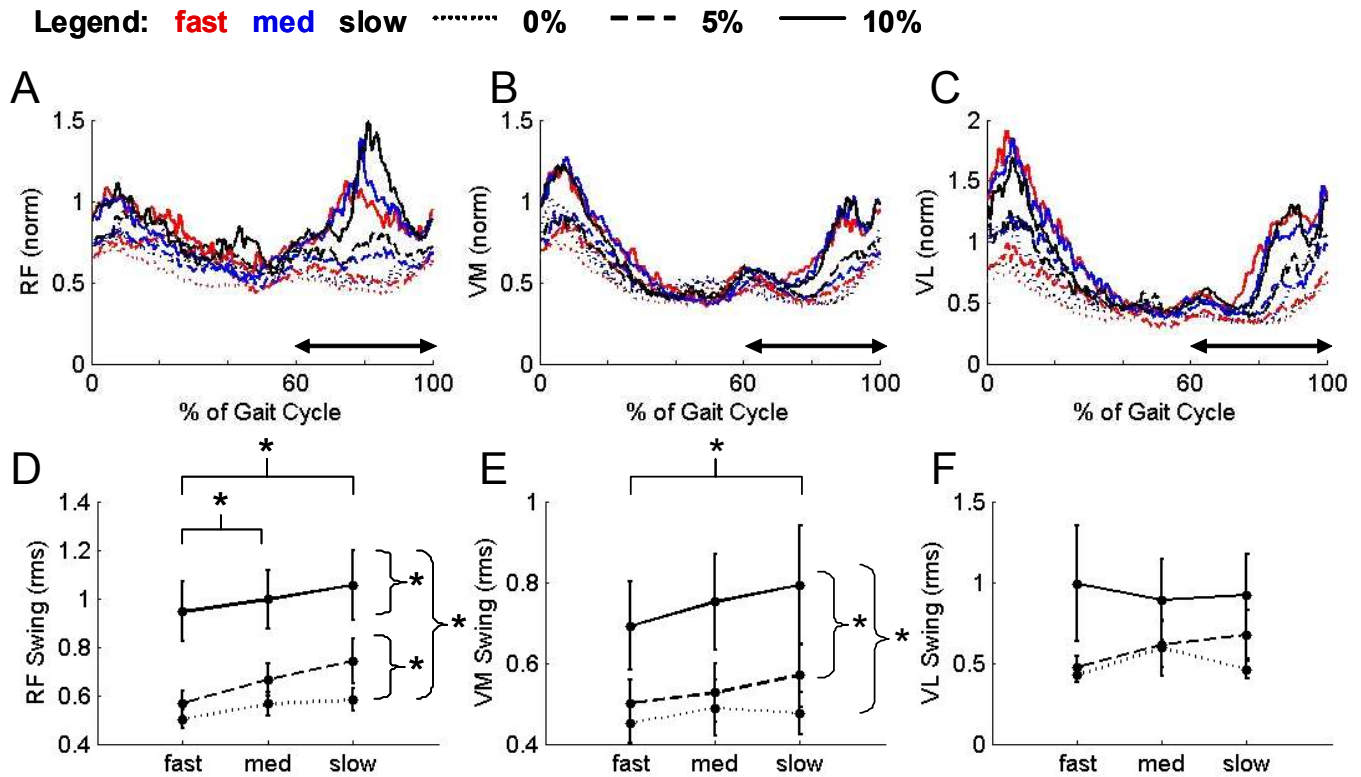 Legend: fast med slow 0% 5% 10%
A
B
C
RF (norm)
1.5
1
0.5
0
0 60 100
% of Gait Cycle
VM (norm)
1.5
1
0.5
0
0 60 100
% of Gait Cycle
VL (norm)
2
1.5
1
0.5
0
0 60 100
% of Gait Cycle
D
E
F
RF Swing (rms)
1.4
1.2
1
0.8
0.6
0.4
fast med slow
*
*
*
*
*
VM Swing (rms)
1
0.8
0.6
0.4
fast med slow
*
*
*
VL Swing (rms)
1.5
1
0.5
0
fast med slow